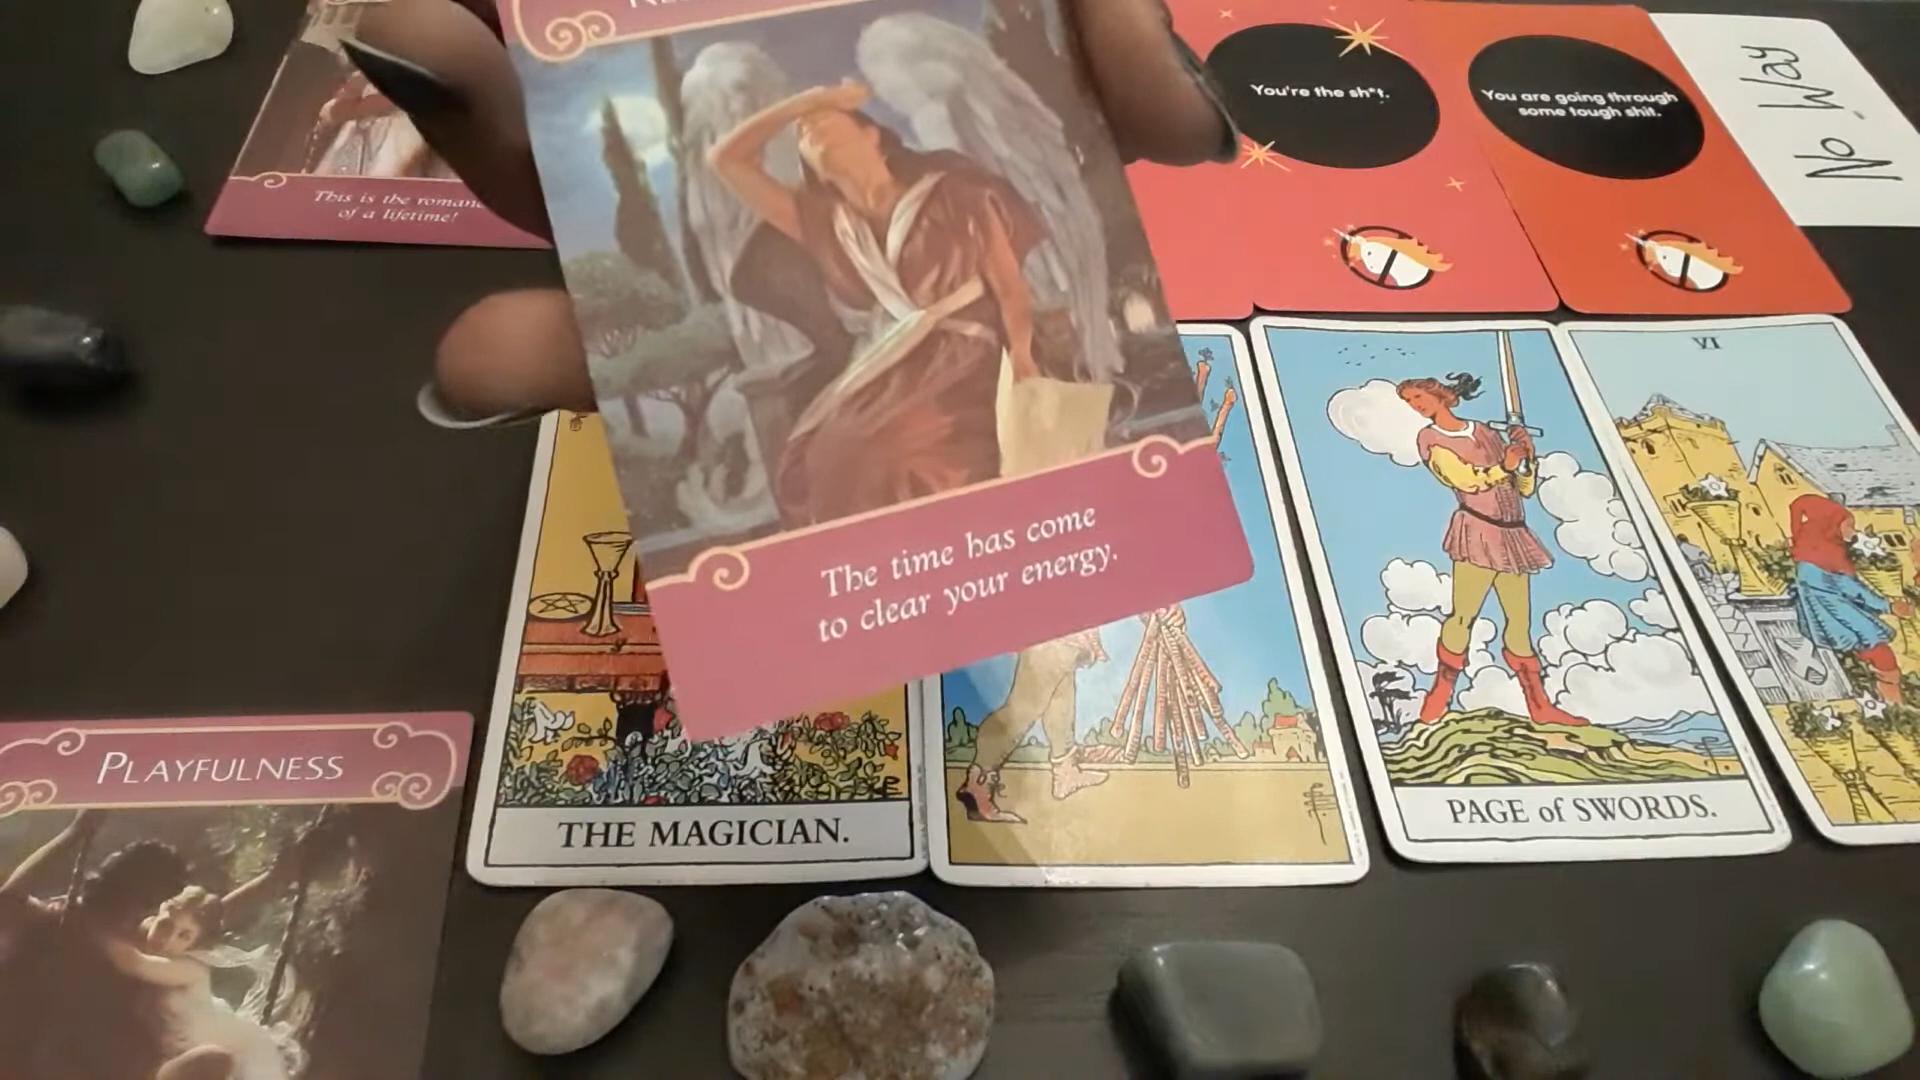 You're the sh*t.
You are going through
some tough shit.
No Way
This is the
of a lifetime!
VI
The time has come
to clear your energy.
PLAYFULNESS
THE MAGICIAN.
PAGE of SWORDS.